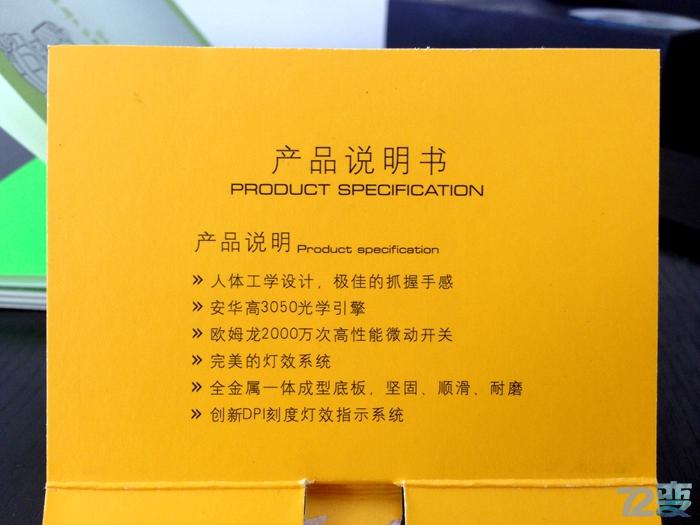 产品说明书
PRODUCT SPECIFICATION
产品说明 Product specification
» 人体工学设计，极佳的抓握手感
» 安华高3050光学引擎
» 欧姆龙2000万次高性能微动开关
» 完美的灯效系统
» 全金属一体成型底板，坚固、顺滑、耐磨
» 创新DPI刻度灯效指示系统
72变